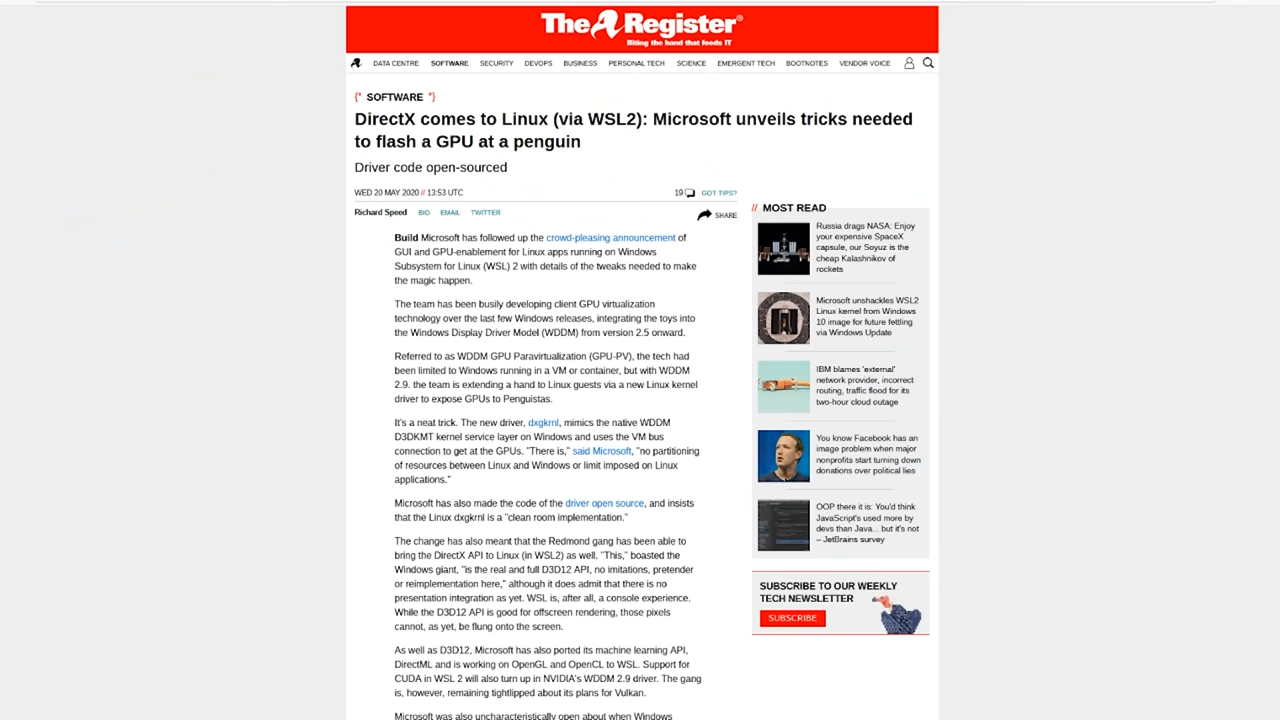 The Register®
Biting the hand that feeds IT
DATA CENTRE SOFTWARE SECURITY DEVOPS BUSINESS PERSONAL TECH SCIENCE EMERGENT TECH BOOTNOTES VENDOR VOICE
{* SOFTWARE *}
DirectX comes to Linux (via WSL2): Microsoft unveils tricks needed
to flash a GPU at a penguin
Driver code open-sourced
WED 20 MAY 2020 // 13:53 UTC
19 GOT TIPS?
Richard Speed BIO EMAIL TWITTER
SHARE
Build Microsoft has followed up the crowd-pleasing announcement of
GUI and GPU-enablement for Linux apps running on Windows
Subsystem for Linux (WSL) 2 with details of the tweaks needed to make
the magic happen.
The team has been busily developing client GPU virtualization
technology over the last few Windows releases, integrating the toys into
the Windows Display Driver Model (WDDM) from version 2.5 onward.
Referred to as WDDM GPU Paravirtualization (GPU-PV), the tech had
been limited to Windows running in a VM or container, but with WDDM
2.9. the team is extending a hand to Linux guests via a new Linux kernel
driver to expose GPUs to Penguistas.
It's a neat trick. The new driver, dxgkrnl, mimics the native WDDM
D3DKMT kernel service layer on Windows and uses the VM bus
connection to get at the GPUs. "There is," said Microsoft, "no partitioning
of resources between Linux and Windows or limit imposed on Linux
applications."
Microsoft has also made the code of the driver open source, and insists
that the Linux dxgkrnl is a "clean room implementation."
The change has also meant that the Redmond gang has been able to
bring the DirectX API to Linux (in WSL2) as well. "This," boasted the
Windows giant, "is the real and full D3D12 API, no imitations, pretender
or reimplementation here," although it does admit that there is no
presentation integration as yet. WSL is, after all, a console experience.
While the D3D12 API is good for offscreen rendering, those pixels
cannot, as yet, be flung onto the screen.
As well as D3D12, Microsoft has also ported its machine learning API,
DirectML and is working on OpenGL and OpenCL to WSL. Support for
CUDA in WSL 2 will also turn up in NVIDIA's WDDM 2.9 driver. The gang
is, however, remaining tightlipped about its plans for Vulkan.
Microsoft was also uncharacteristically open about when Windows
// MOST READ
Russia drags NASA: Enjoy
your expensive SpaceX
capsule, our Soyuz is the
cheap Kalashnikov of
rockets
Microsoft unshackles WSL2
Linux kernel from Windows
10 image for future fettling
via Windows Update
IBM blames 'external'
network provider, incorrect
routing, traffic flood for its
two-hour cloud outage
You know Facebook has an
image problem when major
nonprofits start turning down
donations over political lies
OOP there it is: You'd think
JavaScript's used more by
devs than Java... but it's not
– JetBrains survey
SUBSCRIBE TO OUR WEEKLY
TECH NEWSLETTER
SUBSCRIBE